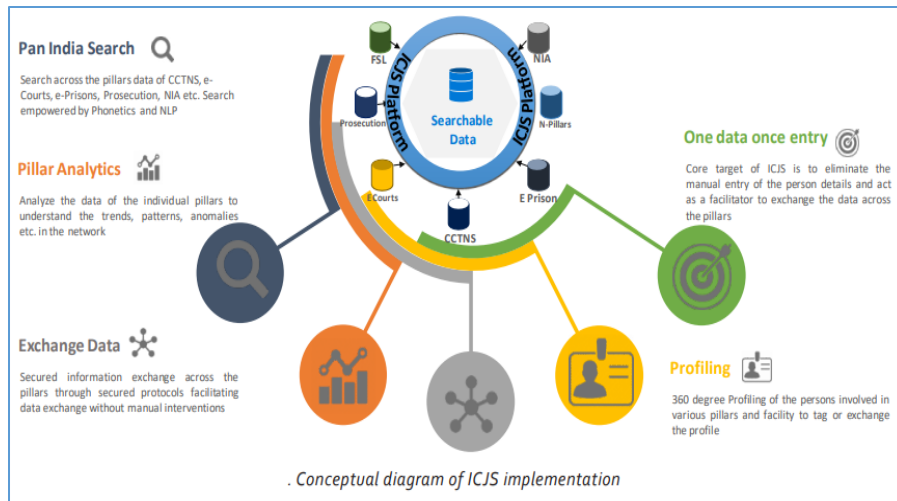 Pan India Search
Search across the pillars data of CCTNS, e-
Courts, e-Prisons, Prosecution, NIA etc. Search
empowered by Phonetics and NLP
Pillar Analytics
Analyze the data of the individual pillars to
understand the trends, patterns, anomalies
etc. in the network
Exchange Data
Secured information exchange across the
pillars through secured protocols facilitating
data exchange without manual interventions
FSL
NIA
ICJS Platform
ICJS Platform
Prosecution
Searchable
Data
N-Pillars
E Courts
E Prison
CCTNS
One data once entry
Core target of ICJS is to eliminate the
manual entry of the person details and act
as a facilitator to exchange the data across
the pillars
Profiling
360 degree Profiling of the persons involved in
various pillars and facility to tag or exchange
the profile
. Conceptual diagram of ICJS implementation